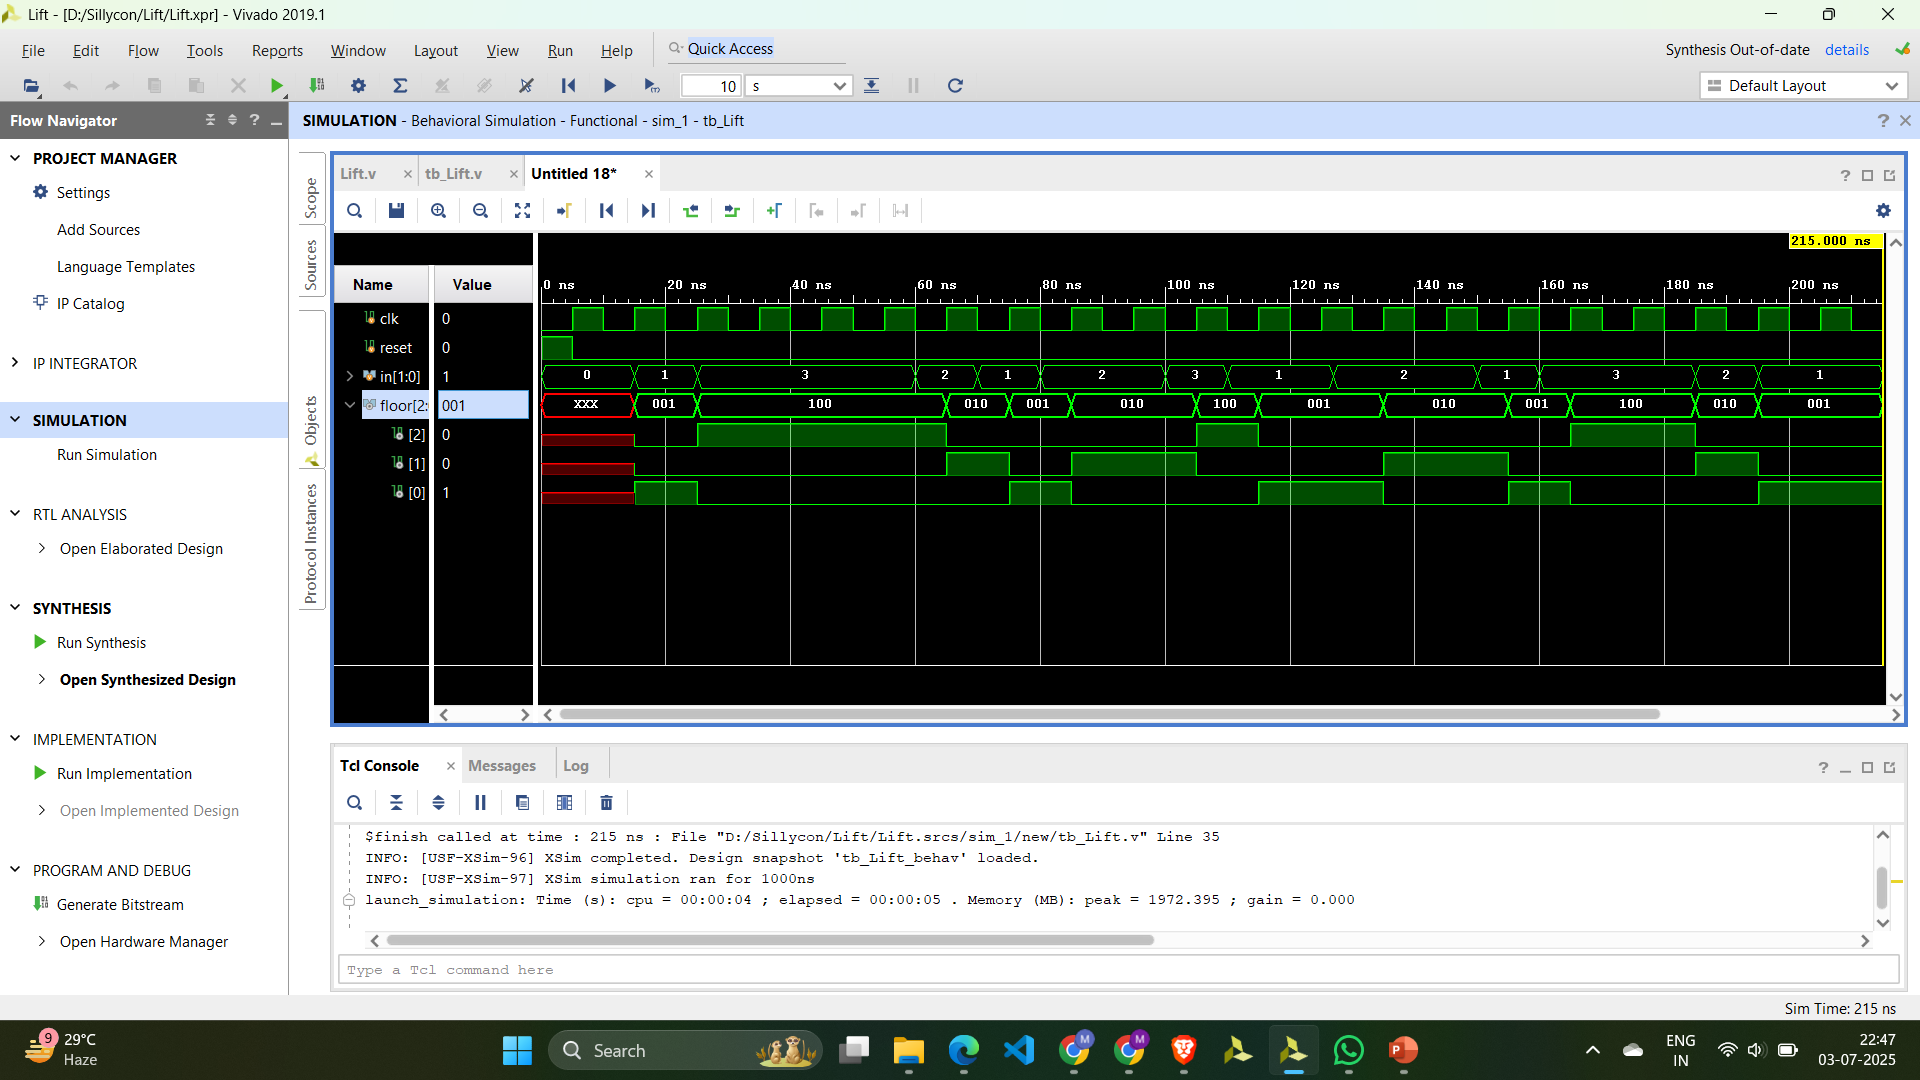 Lift - [D:/Sillycon/Lift/Lift.xpr] - Vivado 2019.1
File Edit Flow Tools Reports Window Layout View Run Help Quick Access
Synthesis Out-of-date details
10 s
Default Layout
Flow Navigator
SIMULATION - Behavioral Simulation - Functional - sim_1 - tb_Lift
PROJECT MANAGER
Settings
Add Sources
Language Templates
IP Catalog
IP INTEGRATOR
SIMULATION
Run Simulation
RTL ANALYSIS
Open Elaborated Design
SYNTHESIS
Run Synthesis
Open Synthesized Design
IMPLEMENTATION
Run Implementation
Open Implemented Design
PROGRAM AND DEBUG
Generate Bitstream
Open Hardware Manager
Scope
Sources
Objects
Protocol Instances
Lift.v tb_Lift.v Untitled 18*
215.000 ns
Name Value
0 ns 20 ns 40 ns 60 ns 80 ns 100 ns 120 ns 140 ns 160 ns 180 ns 200 ns
clk 0
reset 0
in[1:0] 1 0 1 3 2 1 2 3 1 2 1 3 2 1
floor[2: 001 XXX 001 100 010 001 010 100 001 010 001 100 010 001
[2] 0
[1] 0
[0] 1
Tcl Console Messages Log
$finish called at time : 215 ns : File "D:/Sillycon/Lift/Lift.srcs/sim_1/new/tb_Lift.v" Line 35
INFO: [USF-XSim-96] XSim completed. Design snapshot 'tb_Lift_behav' loaded.
INFO: [USF-XSim-97] XSim simulation ran for 1000ns
launch_simulation: Time (s): cpu = 00:00:04 ; elapsed = 00:00:05 . Memory (MB): peak = 1972.395 ; gain = 0.000
Type a Tcl command here
Sim Time: 215 ns
9
29°C
Haze
Search
M
M
ENG
IN
22:47
03-07-2025